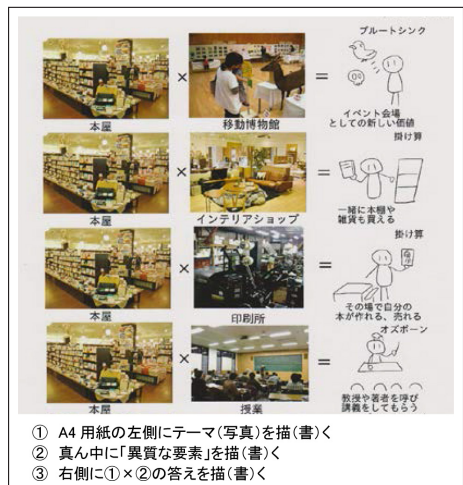 ブルートシンク
本屋
×
移動博物館
=
イベント会場
としての新しい価値
掛け算
本屋
×
インテリアショップ
=
一緒に本棚や
雑貨も買える
掛け算
本屋
×
印刷所
=
その場で自分の
本が作れる、売れる
オズボーン
本屋
×
授業
=
教授や著者を呼び
講義をしてもらう
① A4用紙の左側にテーマ(写真)を描(書)く
② 真ん中に「異質な要素」を描(書)く
③ 右側に①×②の答えを描(書)く